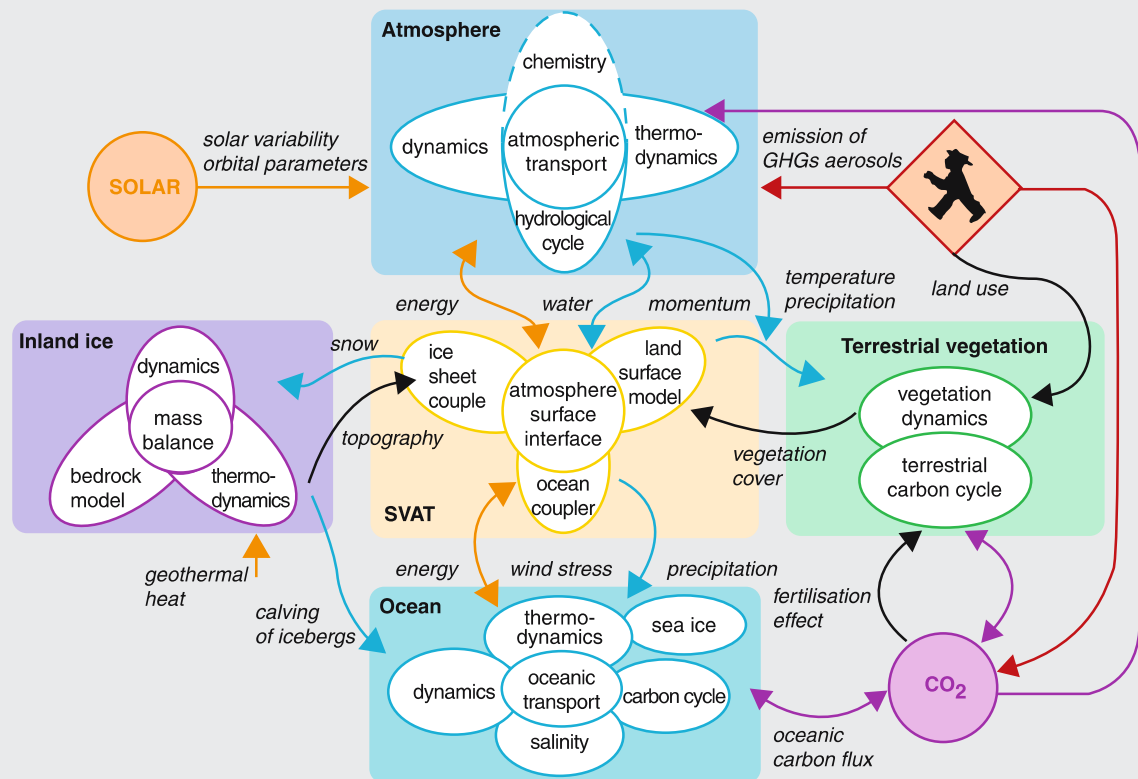 Atmosphere
chemistry
dynamics
atmospheric
transport
thermo-
dynamics
hydrological
cycle
solar variability
orbital parameters
SOLAR
emission of
GHGs aerosols
energy
water
momentum
temperature
precipitation
land use
Inland ice
dynamics
mass
balance
bedrock
model
thermo-
dynamics
snow
topography
geothermal
heat
calving
of icebergs
ice
sheet
couple
atmosphere
surface
interface
land
surface
model
ocean
coupler
SVAT
Terrestrial vegetation
vegetation
dynamics
terrestrial
carbon cycle
vegetation
cover
energy
wind stress
precipitation
fertilisation
effect
Ocean
thermo-
dynamics
sea ice
dynamics
oceanic
transport
carbon cycle
salinity
CO2
oceanic
carbon flux